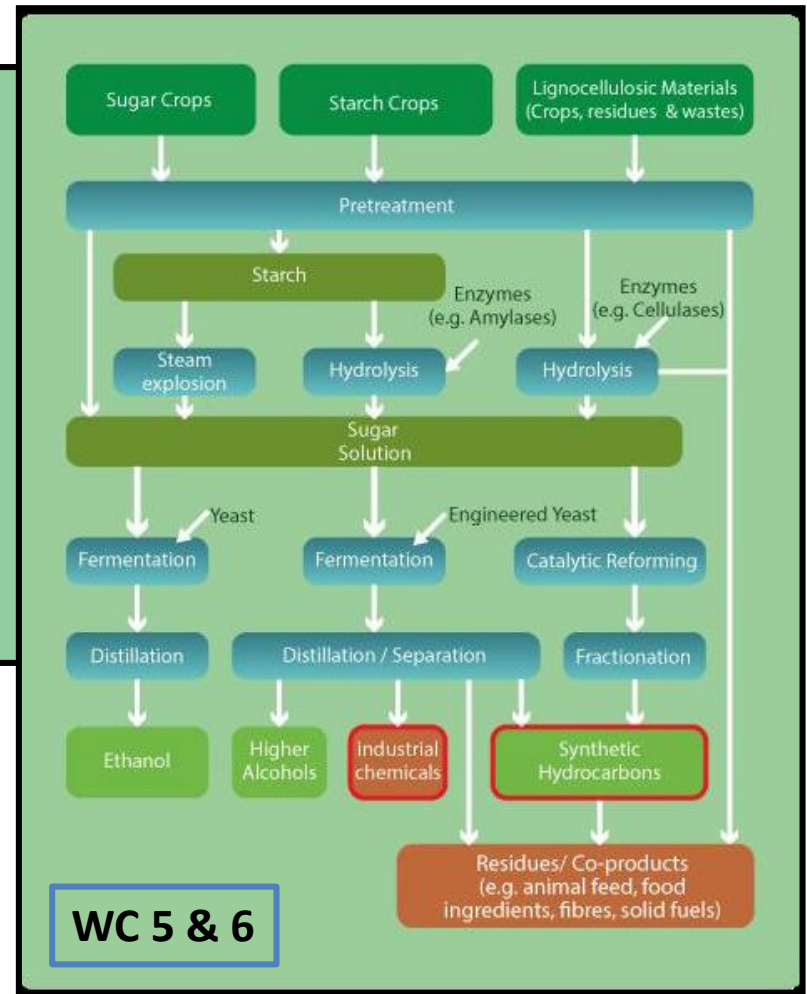 Sugar Crops
Starch Crops
Lignocellulosic Materials
(Crops, residues & wastes)
Pretreatment
Starch
Enzymes
(e.g. Amylases)
Enzymes
(e.g. Cellulases)
Steam
explosion
Hydrolysis
Hydrolysis
Sugar
Solution
Yeast
Engineered Yeast
Fermentation
Fermentation
Catalytic Reforming
Distillation
Distillation / Separation
Fractionation
Ethanol
Higher
Alcohols
industrial
chemicals
Synthetic
Hydrocarbons
Residues/ Co-products
(e.g. animal feed, food
ingredients, fibres, solid fuels)
WC 5 & 6